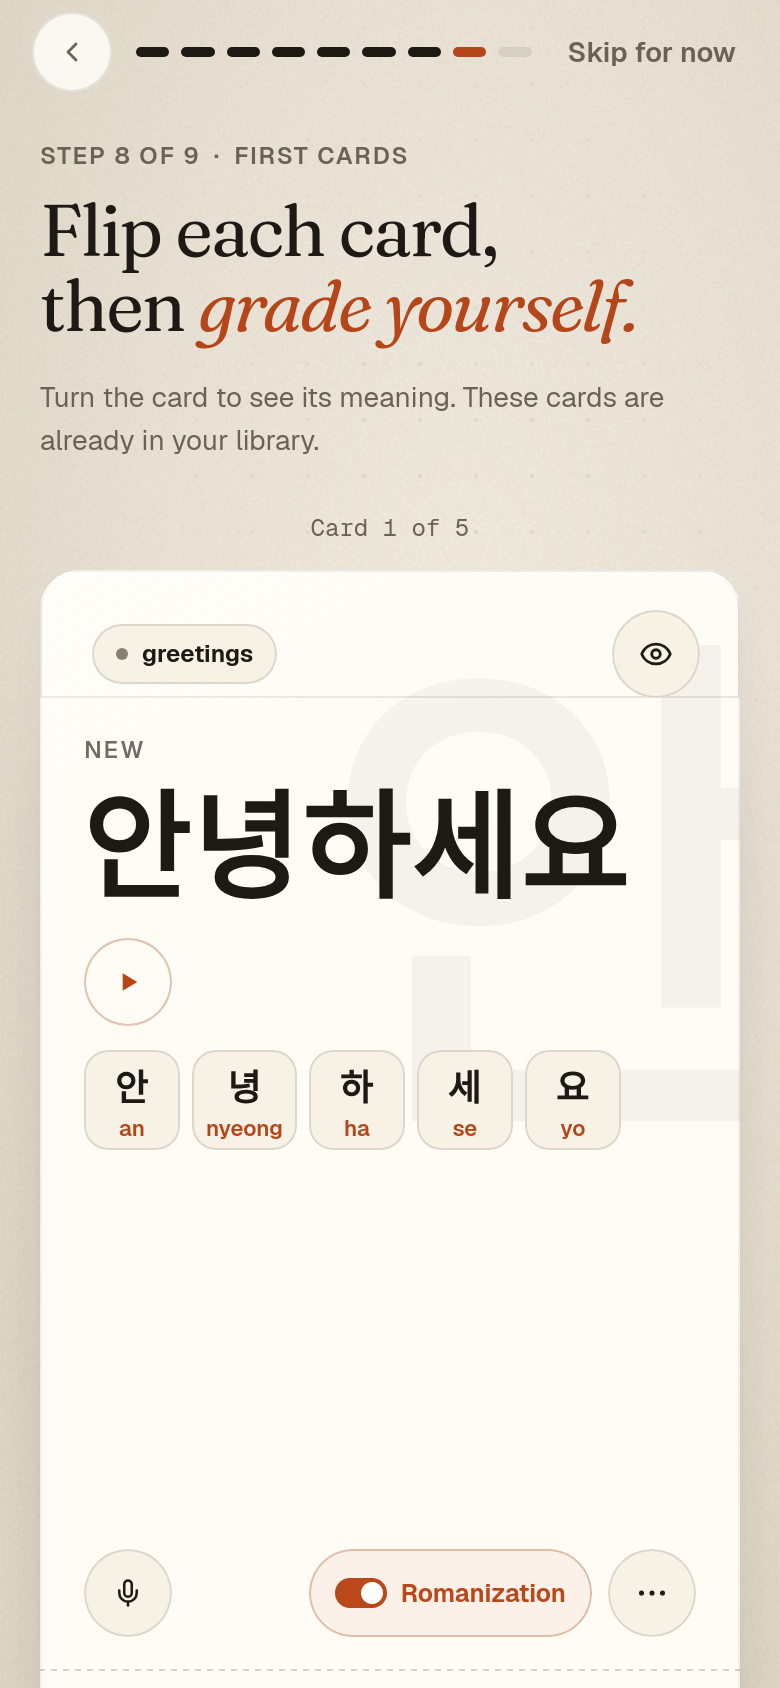 Skip for now
STEP 8 OF 9 · FIRST CARDS
Flip each card,
then grade yourself.
Turn the card to see its meaning. These cards are
already in your library.
Card 1 of 5
greetings
NEW
안녕하세요
안 녕 하 세 요
an nyeong ha se yo
Romanization